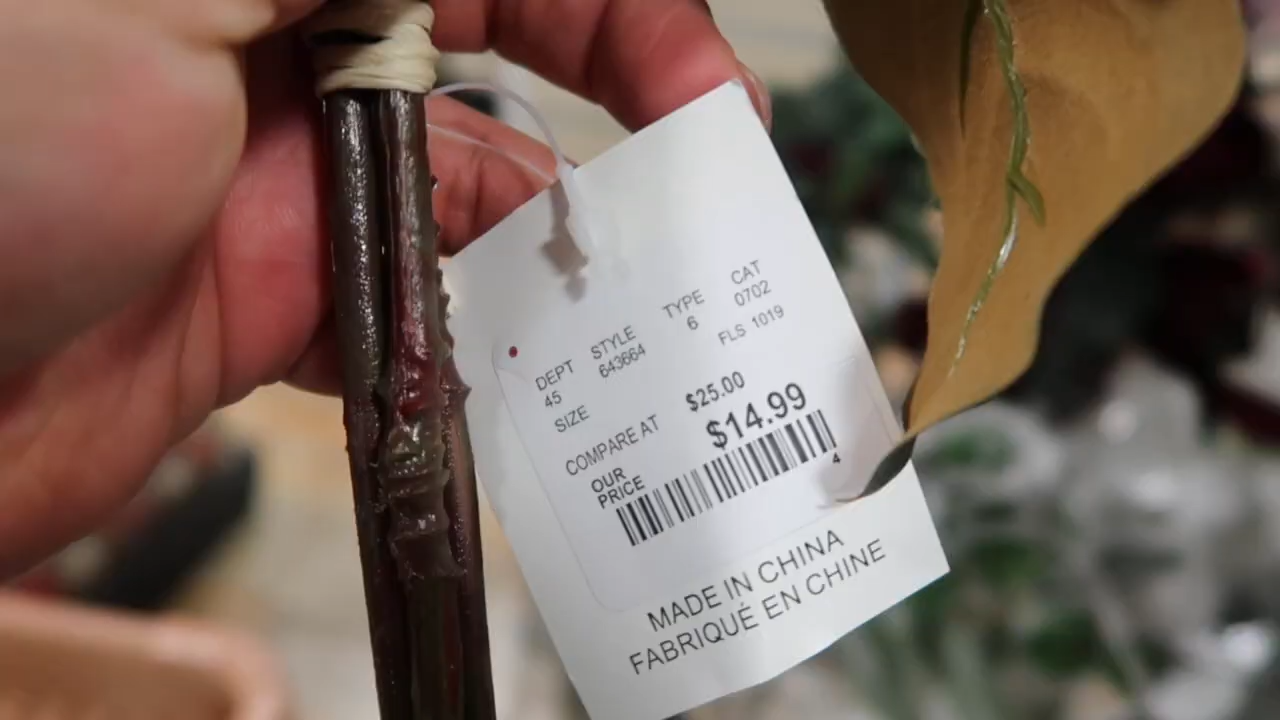 DEPT STYLE TYPE CAT
45 643664 6 0702
SIZE FLS 1019
COMPARE AT $25.00
OUR PRICE $14.99
4
MADE IN CHINA
FABRIQUÉ EN CHINE